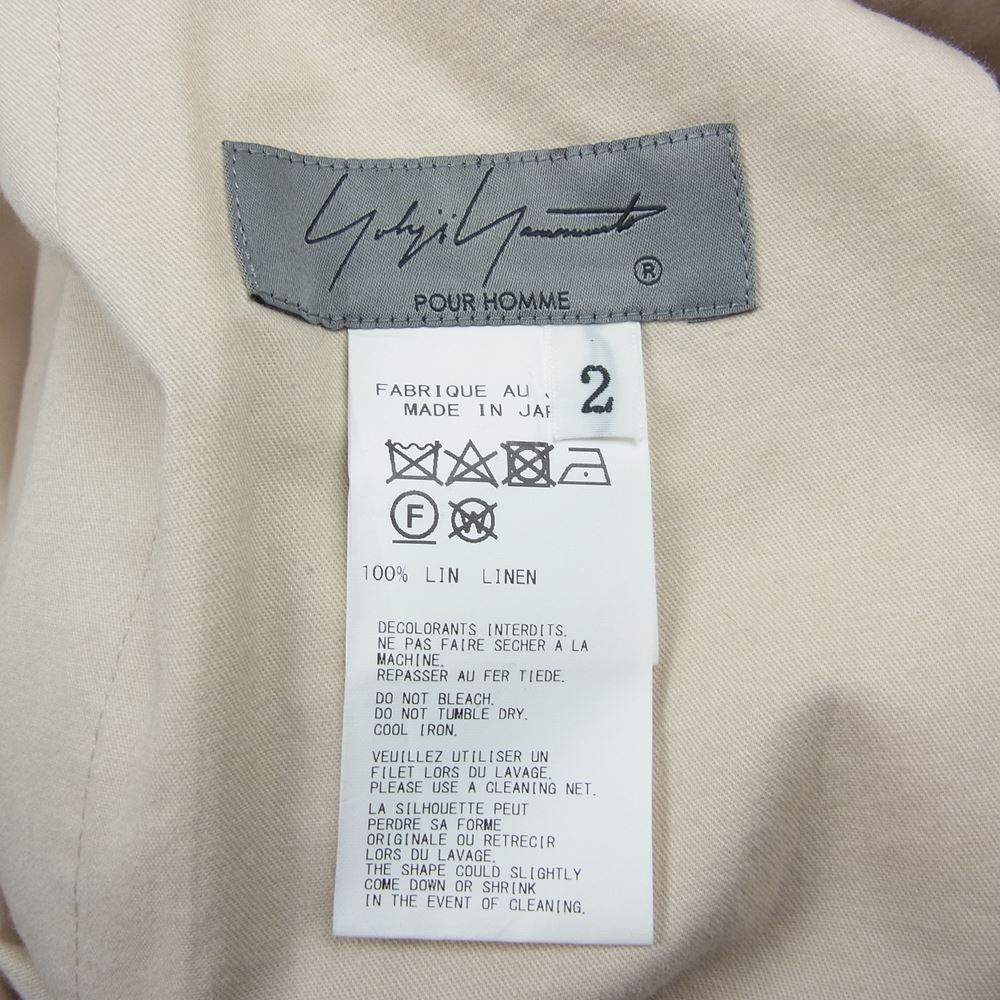 Yohji Yamamoto
®
POUR HOMME
2
FABRIQUE AU
MADE IN
F
W
100% LIN LINEN
DECOLORANTS INTERDITS.
NE PAS FAIRE SECHER A LA
MACHINE.
REPASSER AU FER TIEDE.
DO NOT BLEACH.
DO NOT TUMBLE DRY.
COOL IRON.
VEUILLEZ UTILISER UN
FILET LORS DU LAVAGE.
PLEASE USE A CLEANING NET.
LA SILHOUETTE PEUT
PERDRE SA FORME
ORIGINALE OU RETRECIR
LORS DU LAVAGE.
THE SHAPE COULD SLIGHTLY
COME DOWN OR SHRINK
IN THE EVENT OF CLEANING.